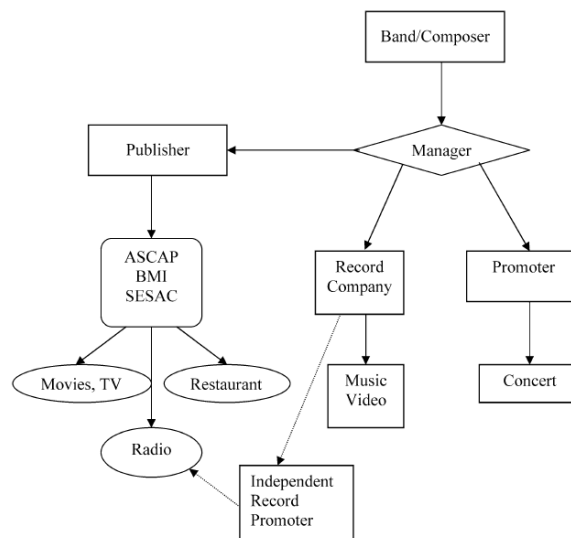 Band/Composer
Publisher
Manager
ASCAP
BMI
SESAC
Record
Company
Promoter
Movies, TV
Restaurant
Music
Video
Concert
Radio
Independent
Record
Promoter